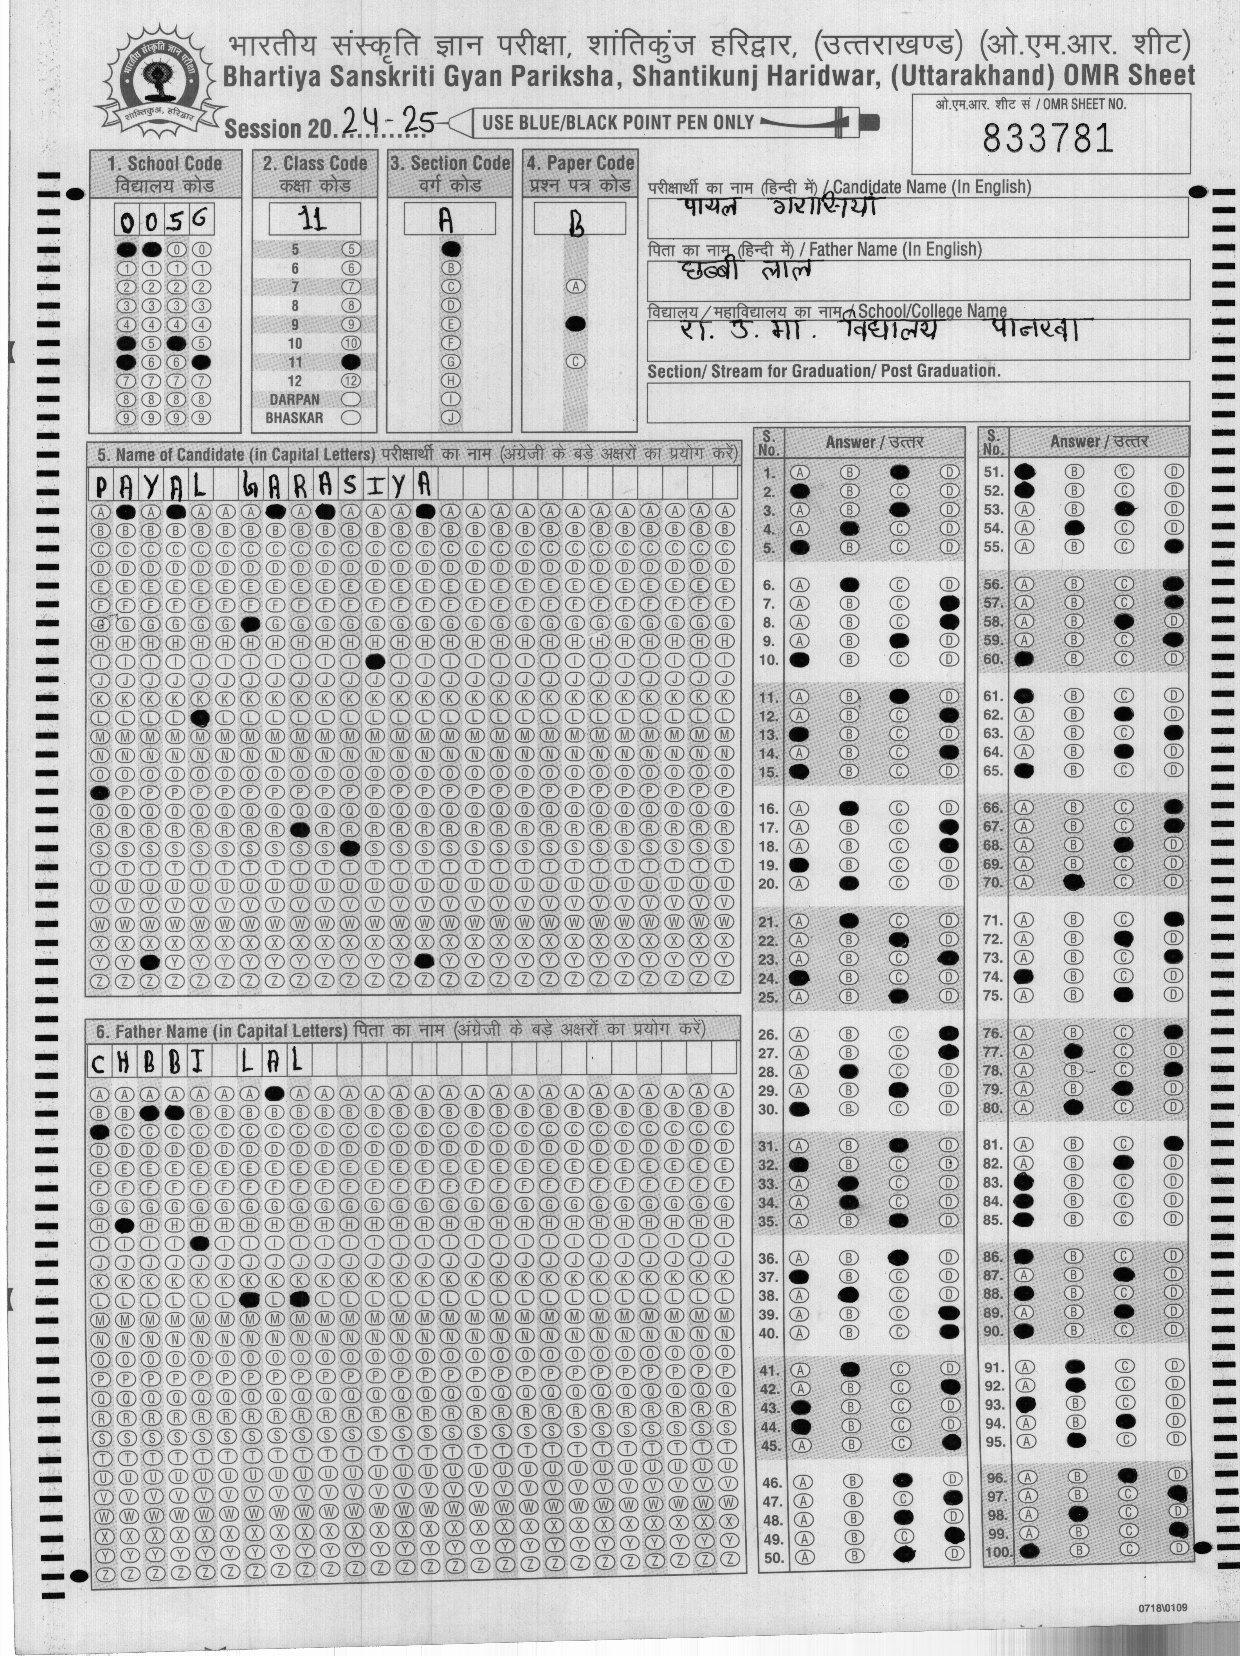 भारतीय संस्कृति ज्ञान परीक्षा, शांतिकुंज हरिद्वार, (उत्तराखण्ड) (ओ.एम.आर. शीट)
Bhartiya Sanskriti Gyan Pariksha, Shantikunj Haridwar, (Uttarakhand) OMR Sheet
Session 20 24-25 USE BLUE/BLACK POINT PEN ONLY
ओ.एम.आर. शीट सं / OMR SHEET NO.
833781
1. School Code
विद्यालय कोड
0056
2. Class Code
कक्षा कोड
11
5 6 7 8 9 10 11 12 DARPAN BHASKAR
3. Section Code
वर्ग कोड
A
4. Paper Code
प्रश्न पत्र कोड
B
परीक्षार्थी का नाम (हिन्दी में) / Candidate Name (In English)
पायल गरासियाँ
पिता का नाम (हिन्दी में) / Father Name (In English)
छब्बी लाल
विद्यालय / महाविद्यालय का नाम / School/College Name
रा. उ. मा. विद्यालय पानरवा
Section/ Stream for Graduation/ Post Graduation.
5. Name of Candidate (in Capital Letters) परीक्षार्थी का नाम (अंग्रेजी के बड़े अक्षरों का प्रयोग करें)
PAYAL GARASIYA
6. Father Name (in Capital Letters) पिता का नाम (अंग्रेजी के बड़े अक्षरों का प्रयोग करें)
CHBBI LAL
S. No. Answer / उत्तर
S. No. Answer / उत्तर
0718\0109